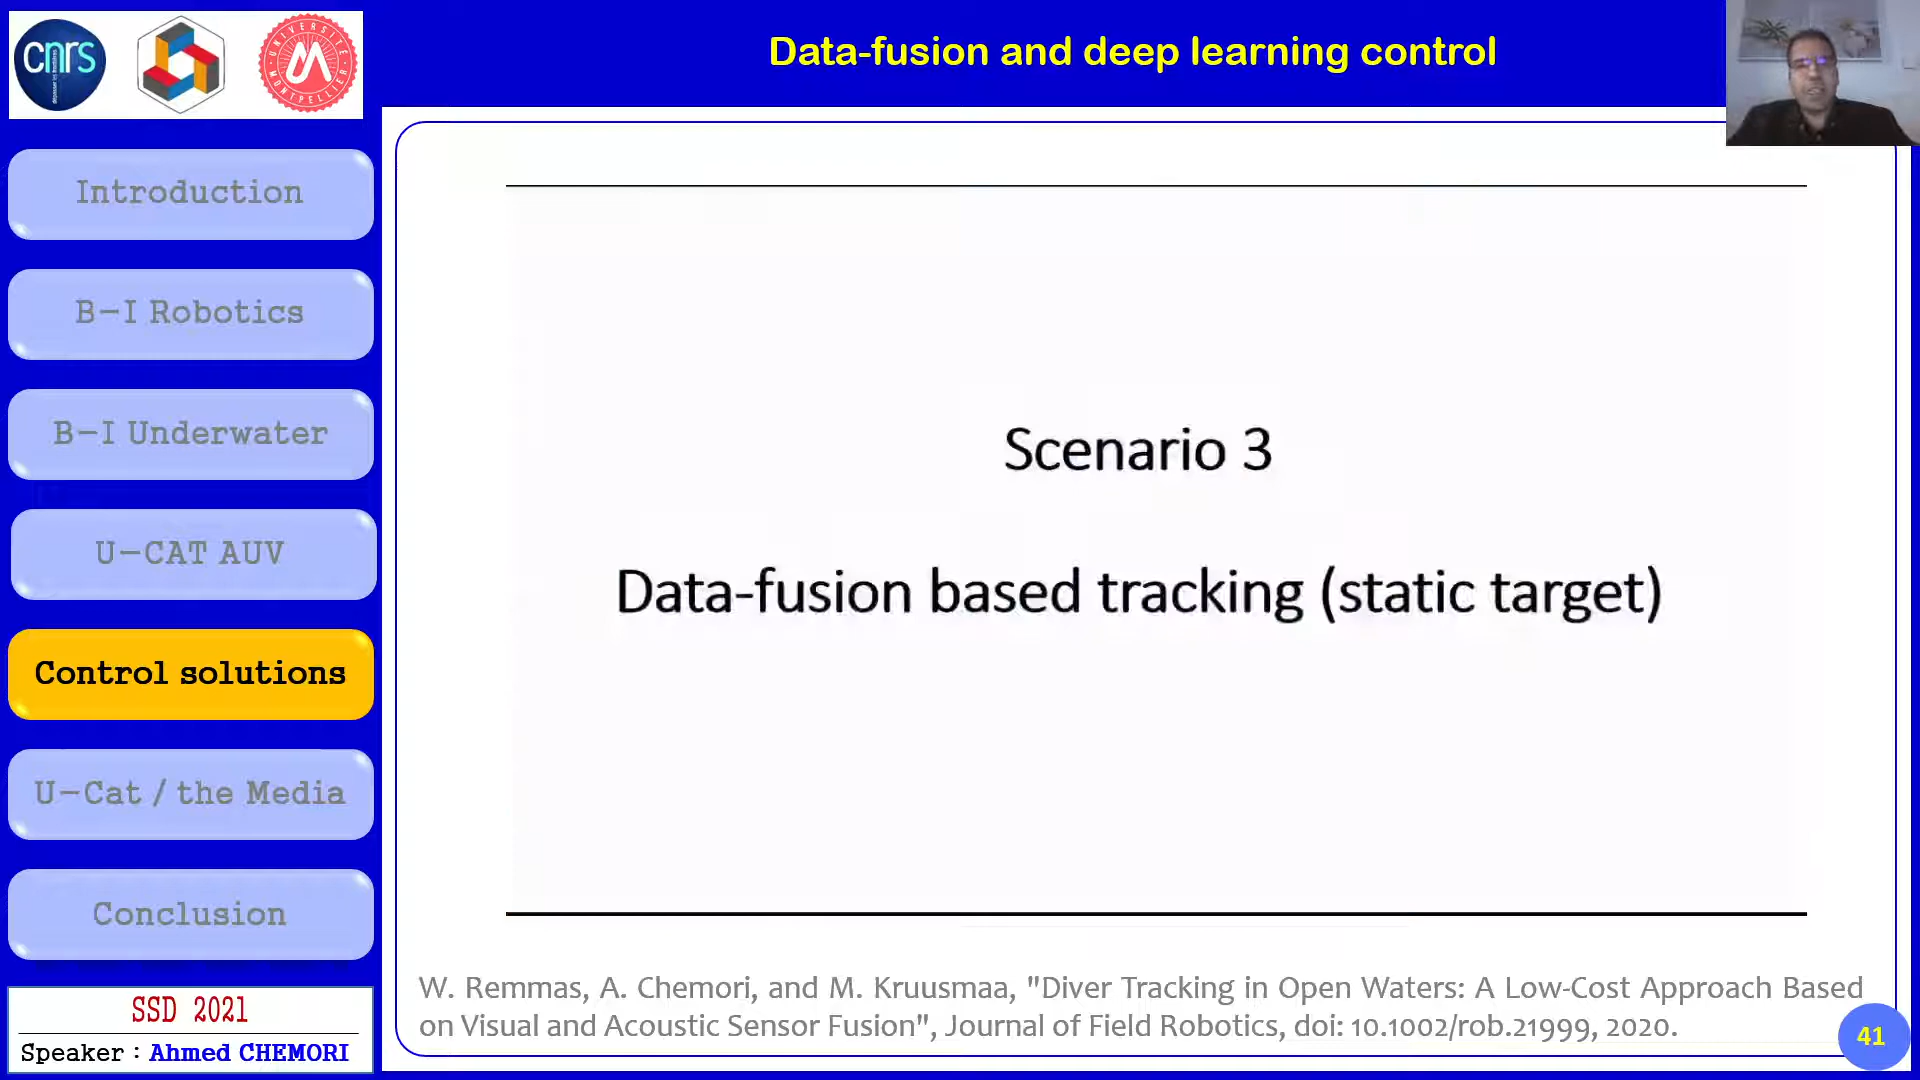 cnrs
UNIVERSITÉ
MONTPELLIER
Data-fusion and deep learning control
Introduction
B-I Robotics
B-I Underwater
U-CAT AUV
Control solutions
U-Cat / the Media
Conclusion
SSD 2021
Speaker : Ahmed CHEMORI
Scenario 3
Data-fusion based tracking (static target)
W. Remmas, A. Chemori, and M. Kruusmaa, "Diver Tracking in Open Waters: A Low-Cost Approach Based
on Visual and Acoustic Sensor Fusion", Journal of Field Robotics, doi: 10.1002/rob.21999, 2020.
41